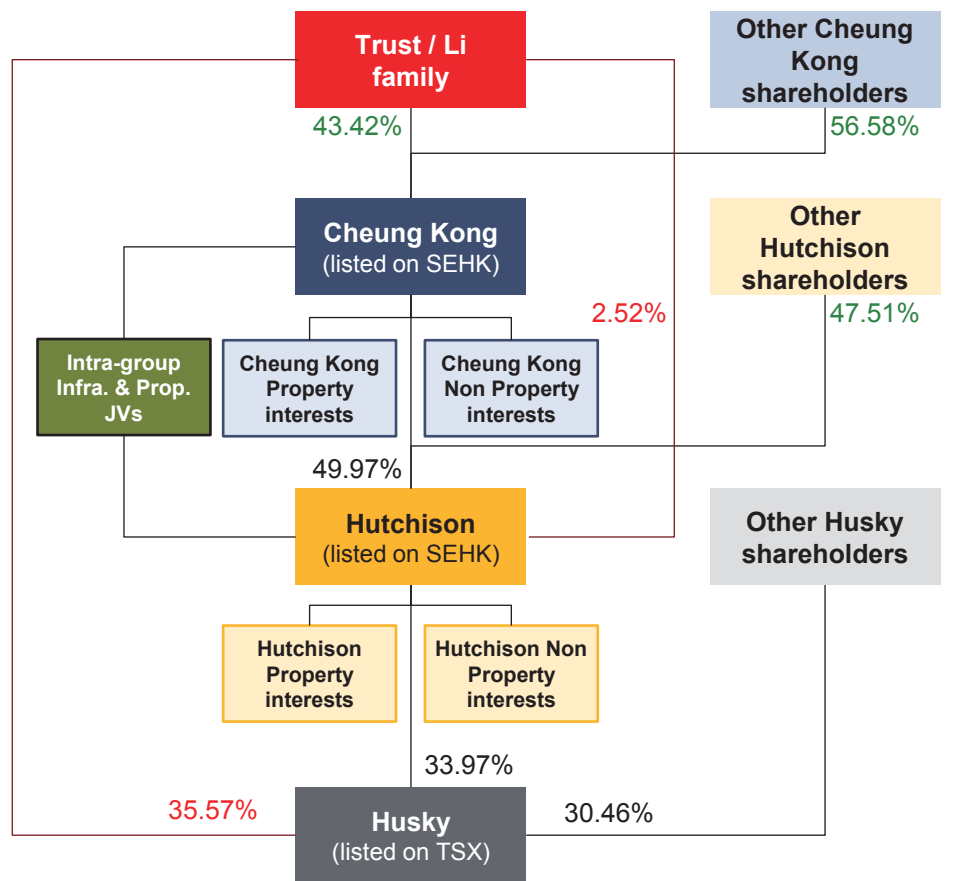 Trust / Li
family
Other Cheung
Kong
shareholders
43.42%
56.58%
Cheung Kong
(listed on SEHK)
Other
Hutchison
shareholders
2.52%
47.51%
Intra-group
Infra. & Prop.
JVs
Cheung Kong
Property
interests
Cheung Kong
Non Property
interests
49.97%
Hutchison
(listed on SEHK)
Other Husky
shareholders
Hutchison
Property
interests
Hutchison Non
Property
interests
33.97%
35.57%
30.46%
Husky
(listed on TSX)